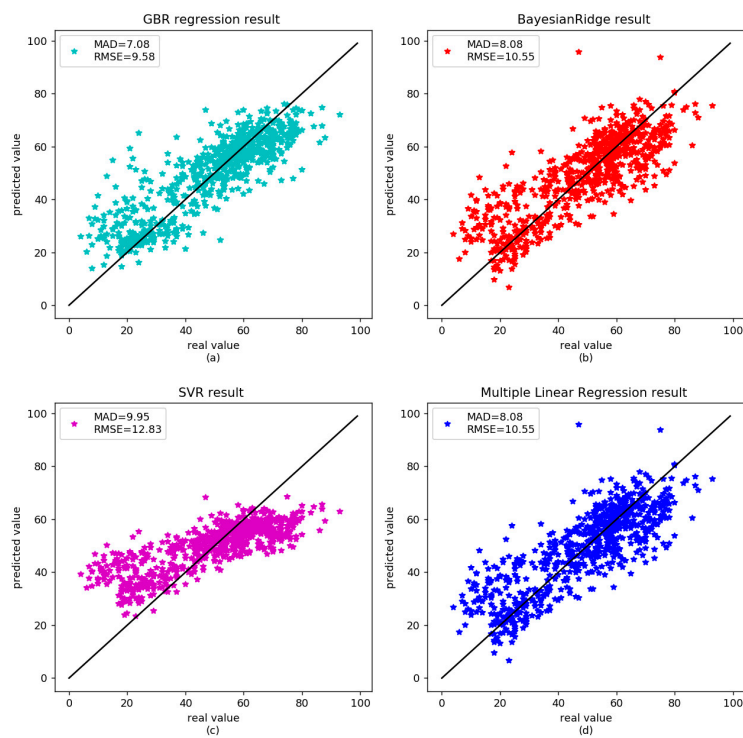 GBR regression result
MAD=7.08
RMSE=9.58
100
80
60
40
20
0
predicted value
0 20 40 60 80 100
real value
(a)
BayesianRidge result
MAD=8.08
RMSE=10.55
100
80
60
40
20
0
predicted value
0 20 40 60 80 100
real value
(b)
SVR result
MAD=9.95
RMSE=12.83
100
80
60
40
20
0
predicted value
0 20 40 60 80 100
real value
(c)
Multiple Linear Regression result
MAD=8.08
RMSE=10.55
100
80
60
40
20
0
predicted value
0 20 40 60 80 100
real value
(d)